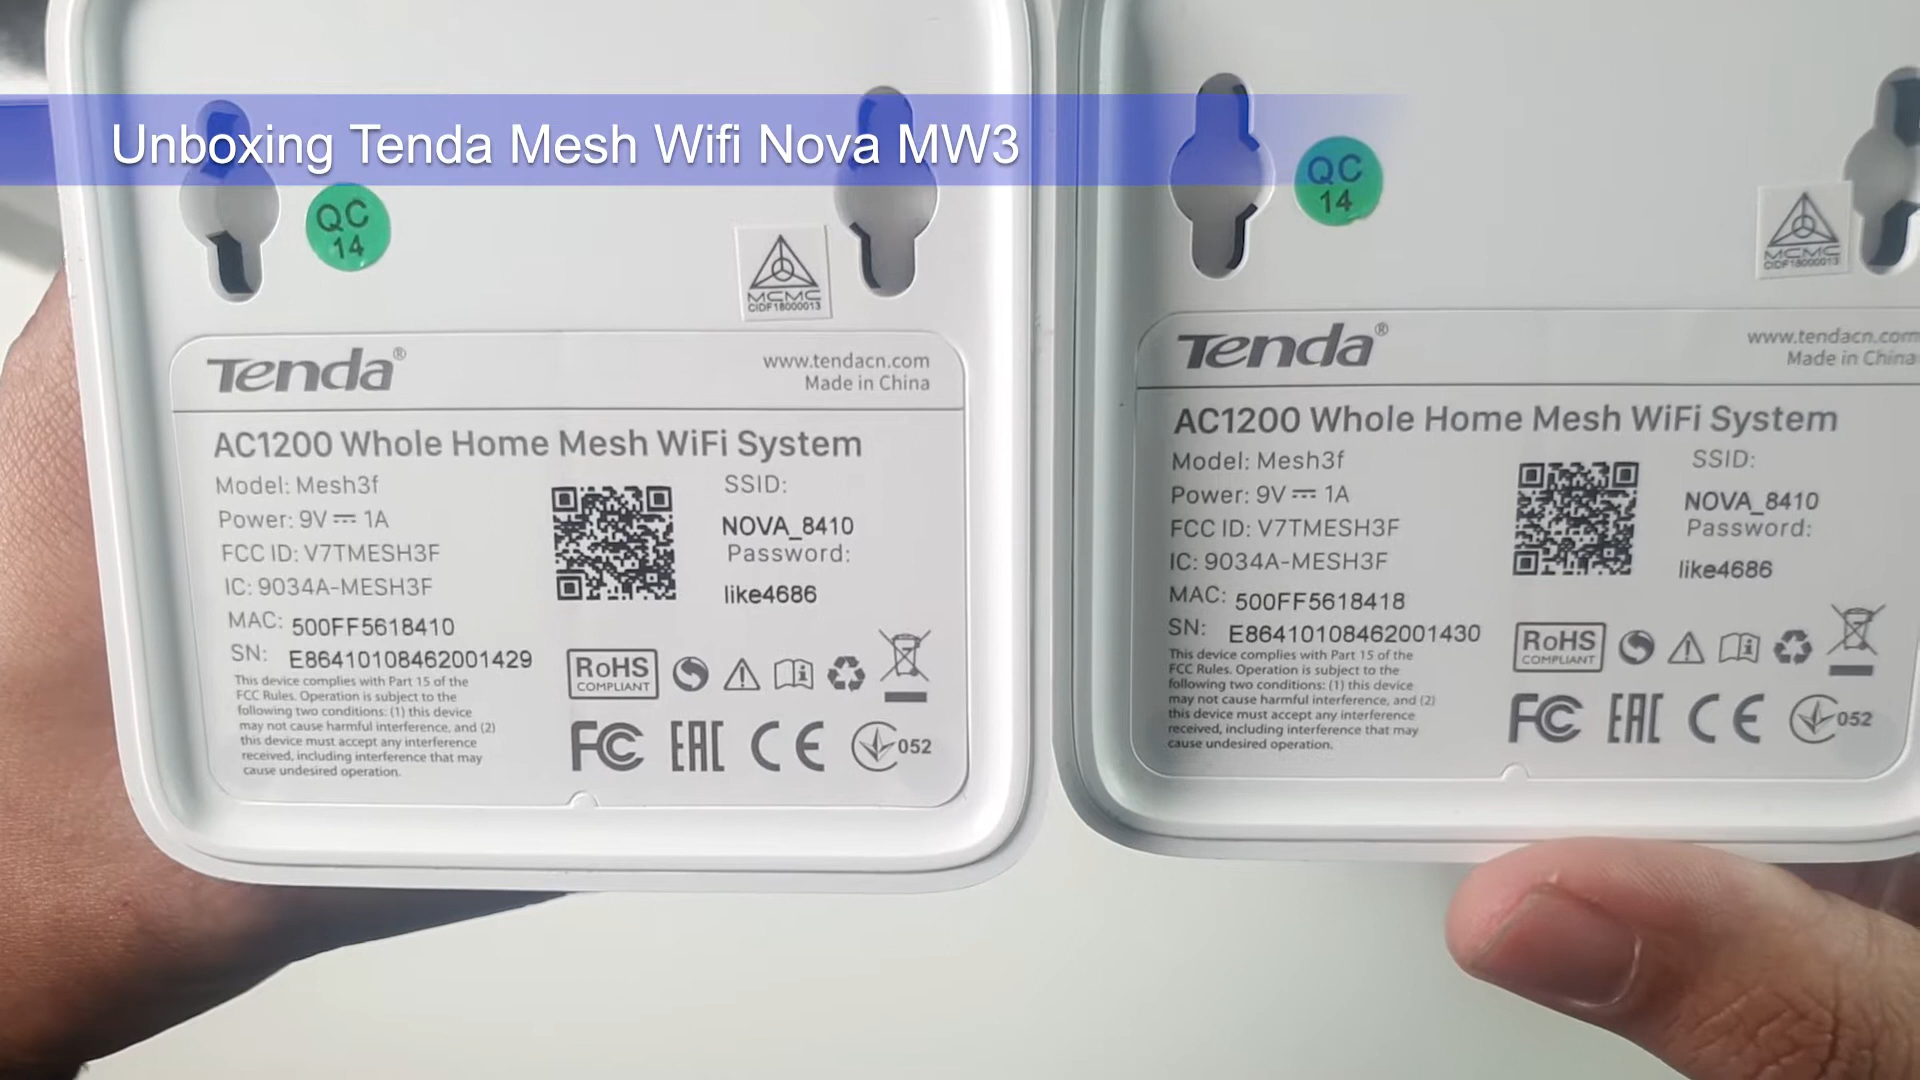 Unboxing Tenda Mesh Wifi Nova MW3
QC
14
MCMC
CIDF18000013
Tenda®
www.tendacn.com
Made in China
AC1200 Whole Home Mesh WiFi System
Model: Mesh3f
Power: 9V ⎓ 1A
FCC ID: V7TMESH3F
IC: 9034A-MESH3F
MAC: 500FF5618410
SN: E86410108462001429
This device complies with Part 15 of the
FCC Rules. Operation is subject to the
following two conditions: (1) this device
may not cause harmful interference, and (2)
this device must accept any interference
received, including interference that may
cause undesired operation.
SSID:
NOVA_8410
Password:
like4686
RoHS
COMPLIANT
FC EAC CE 052
QC
14
MCMC
CIDF18000013
Tenda®
www.tendacn.com
Made in China
AC1200 Whole Home Mesh WiFi System
Model: Mesh3f
Power: 9V ⎓ 1A
FCC ID: V7TMESH3F
IC: 9034A-MESH3F
MAC: 500FF5618418
SN: E86410108462001430
This device complies with Part 15 of the
FCC Rules. Operation is subject to the
following two conditions: (1) this device
may not cause harmful interference, and (2)
this device must accept any interference
received, including interference that may
cause undesired operation.
SSID:
NOVA_8410
Password:
like4686
RoHS
COMPLIANT
FC EAC CE 052